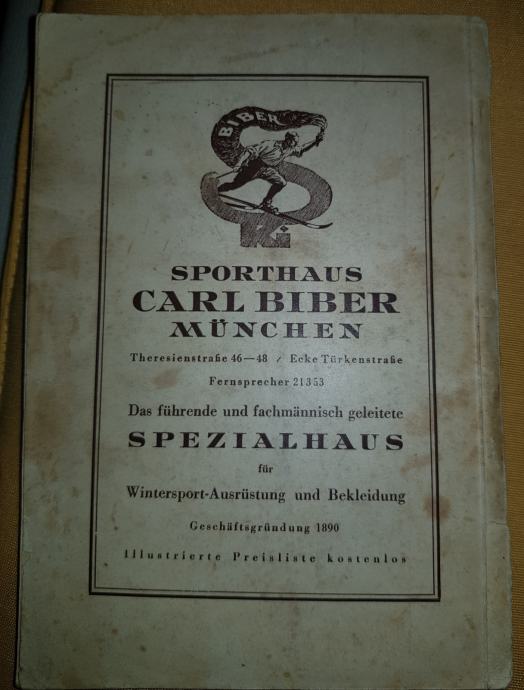 BIBER
Ski
SPORTHAUS
CARL BIBER
MÜNCHEN
Theresienstraße 46—48 / Ecke Türkenstraße
Fernsprecher 21353
Das führende und fachmännisch geleitete
SPEZIALHAUS
für
Wintersport-Ausrüstung und Bekleidung
Geschäftsgründung 1890
Illustrierte Preisliste kostenlos